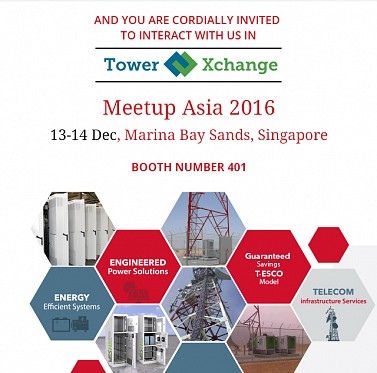 AND YOU ARE CORDIALLY INVITED
TO INTERACT WITH US IN
Tower Xchange
Meetup Asia 2016
13-14 Dec, Marina Bay Sands, Singapore
BOOTH NUMBER 401
ENGINEERED
Power Solutions
Guaranteed
Savings
T-ESCO
Model
ENERGY
Efficient Systems
TELECOM
Infrastructure Services